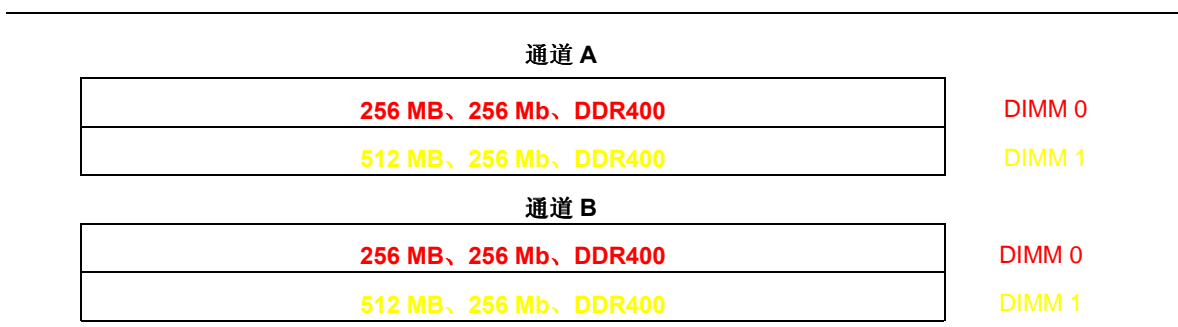 通道 A
256 MB、256 Mb、DDR400 DIMM 0
512 MB、256 Mb、DDR400 DIMM 1
通道 B
256 MB、256 Mb、DDR400 DIMM 0
512 MB、256 Mb、DDR400 DIMM 1